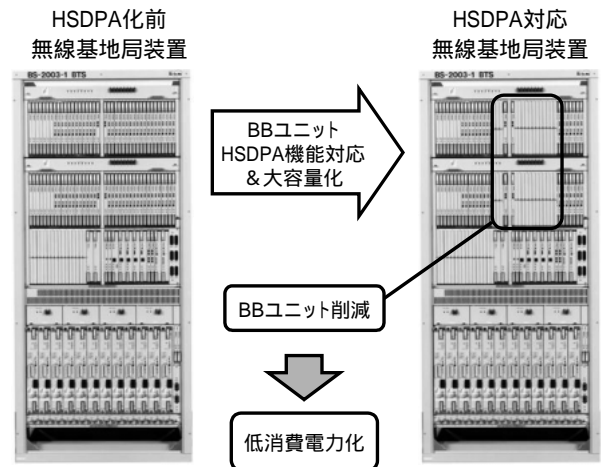 HSDPA化前
無線基地局装置
HSDPA対応
無線基地局装置
BS-2003-1 BTS
BS-2003-1 BTS
BBユニット
HSDPA機能対応
&大容量化
BBユニット削減
低消費電力化